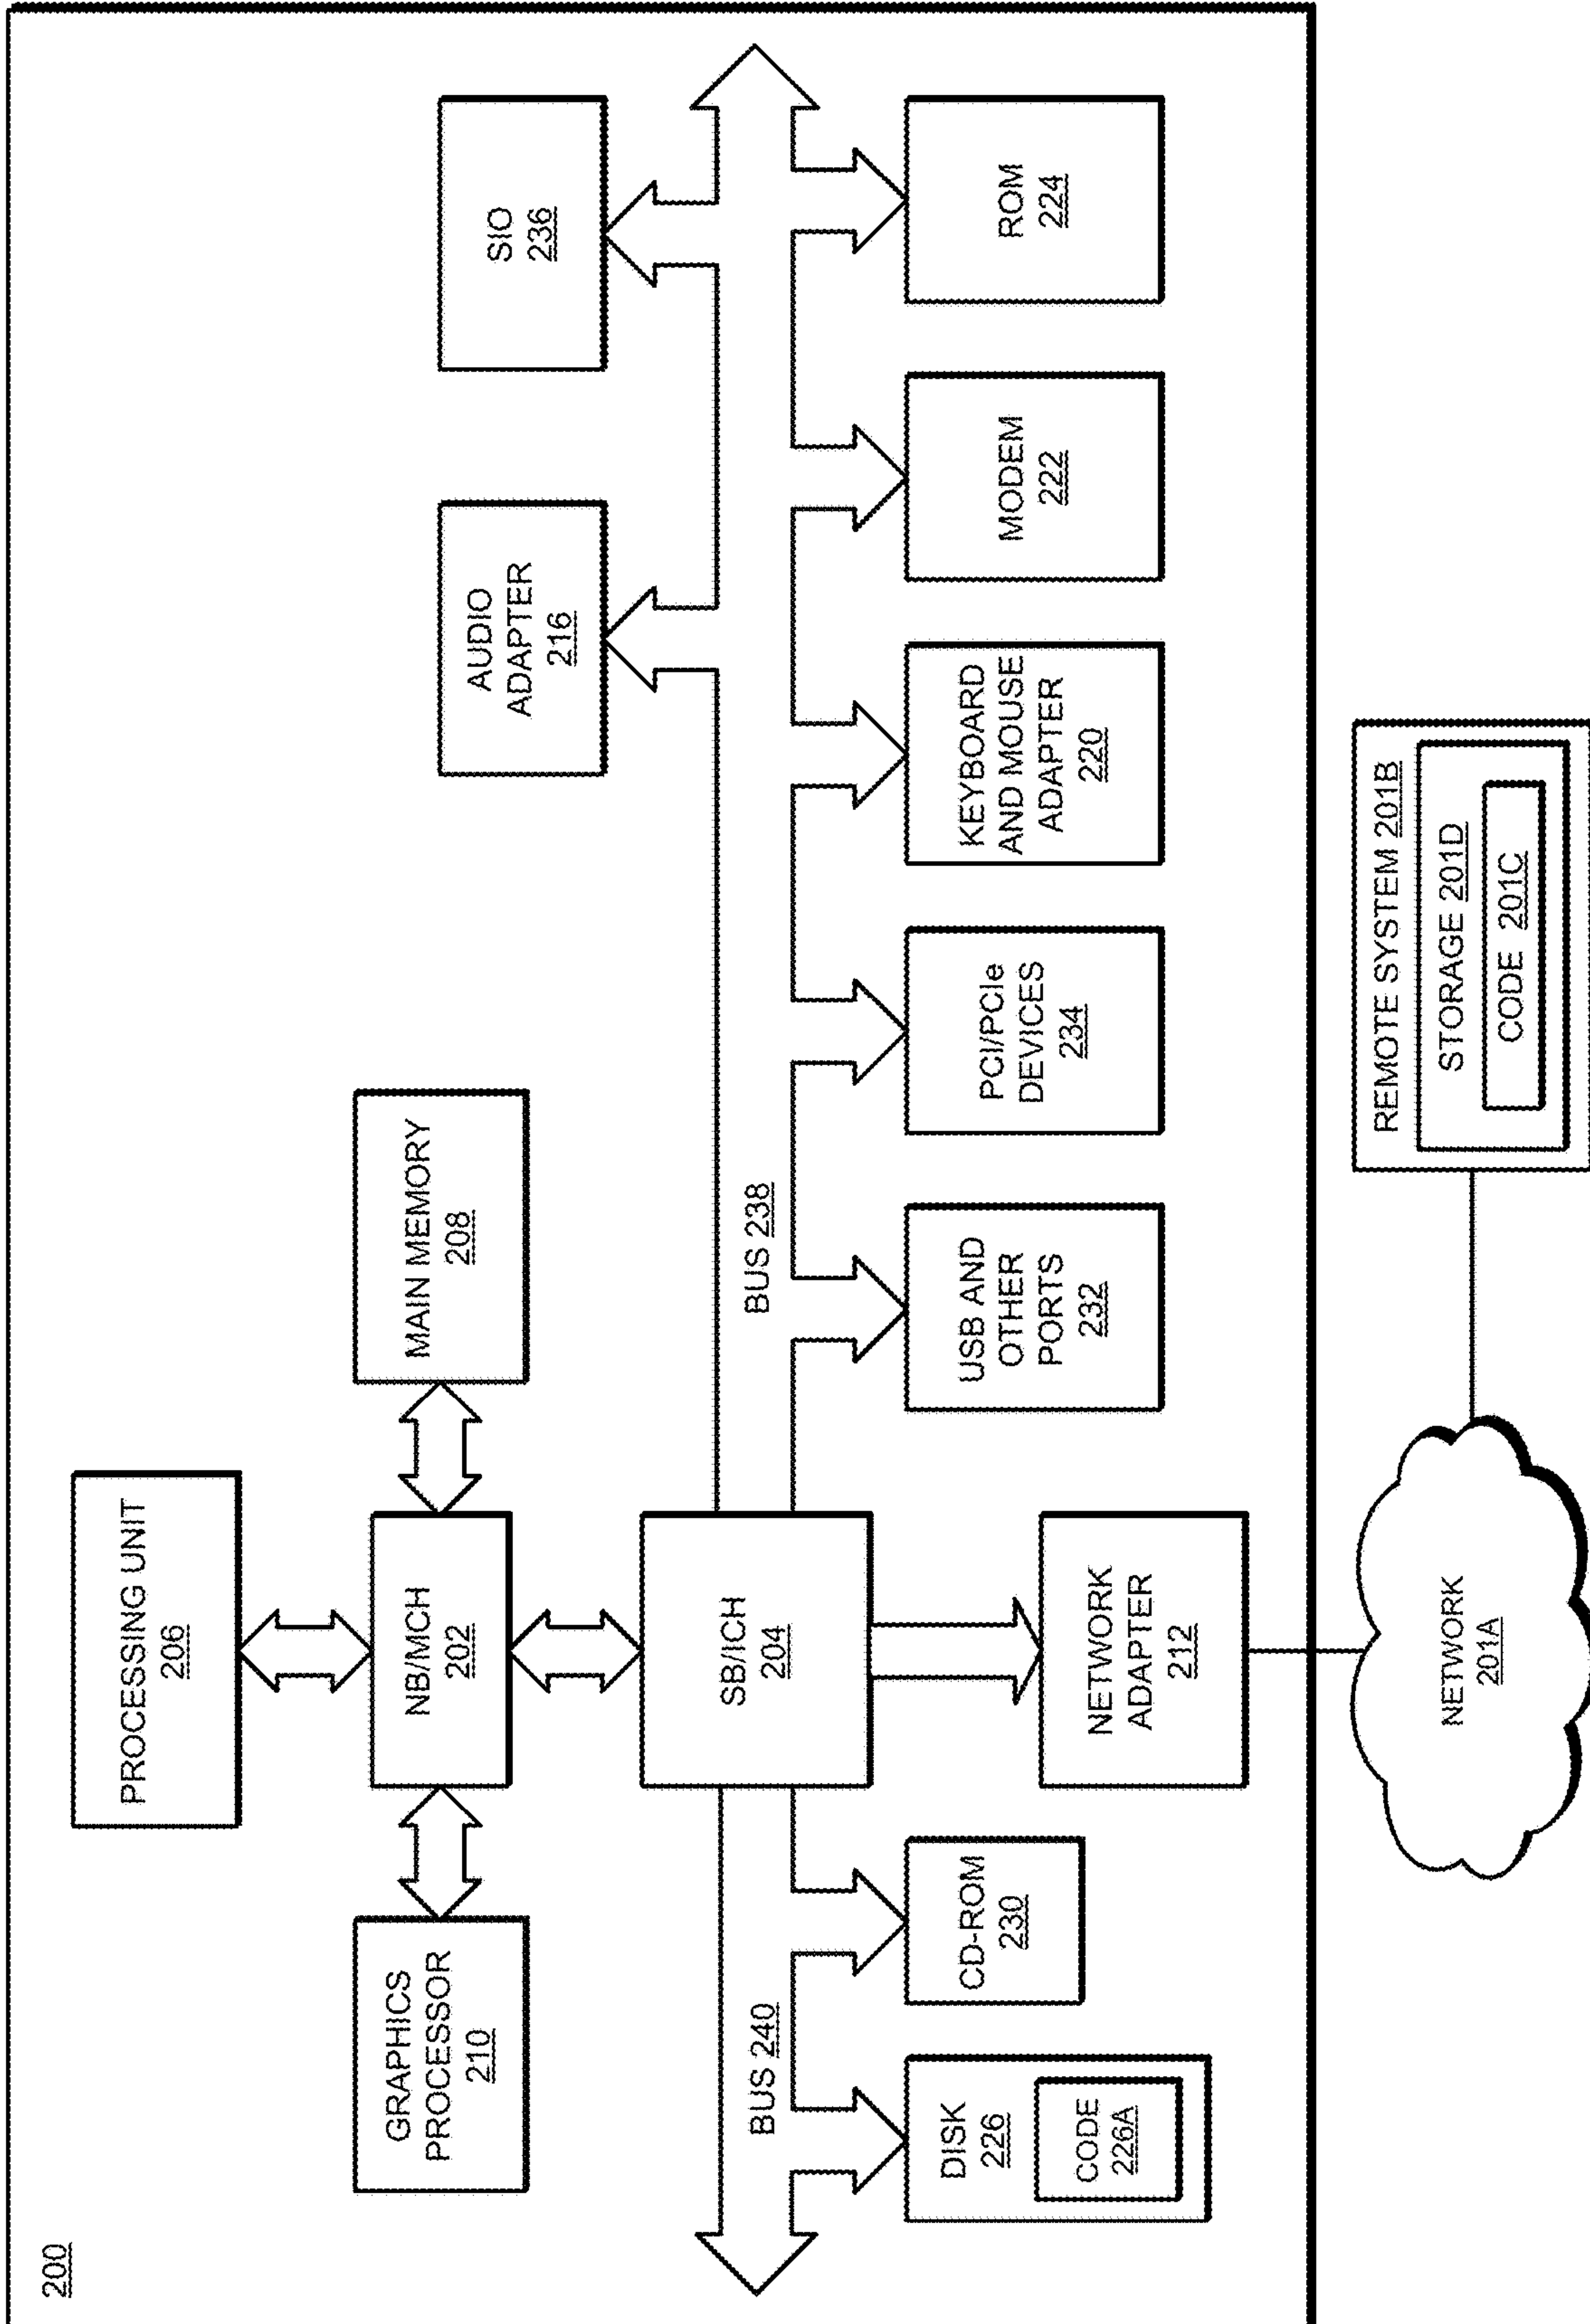 200
PROCESSING UNIT
206
GRAPHICS
PROCESSOR
210
NB/MCH
202
MAIN MEMORY
208
AUDIO
ADAPTER
216
SIO
236
SB/ICH
204
BUS 240
BUS 238
DISK
226
CODE
226A
CD-ROM
230
NETWORK
ADAPTER
212
USB AND
OTHER
PORTS
232
PCI/PCIe
DEVICES
234
KEYBOARD
AND MOUSE
ADAPTER
220
MODEM
222
ROM
224
NETWORK
201A
REMOTE SYSTEM 201B
STORAGE 201D
CODE 201C